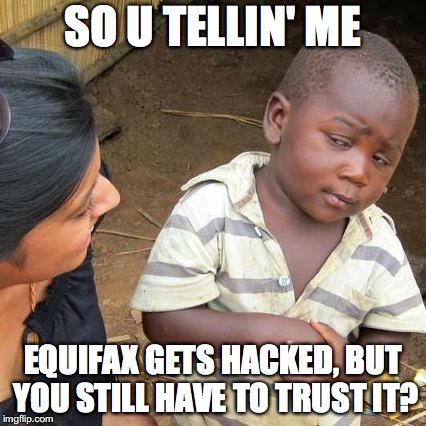 SO U TELLIN' ME
EQUIFAX GETS HACKED, BUT
YOU STILL HAVE TO TRUST IT?
imgflip.com